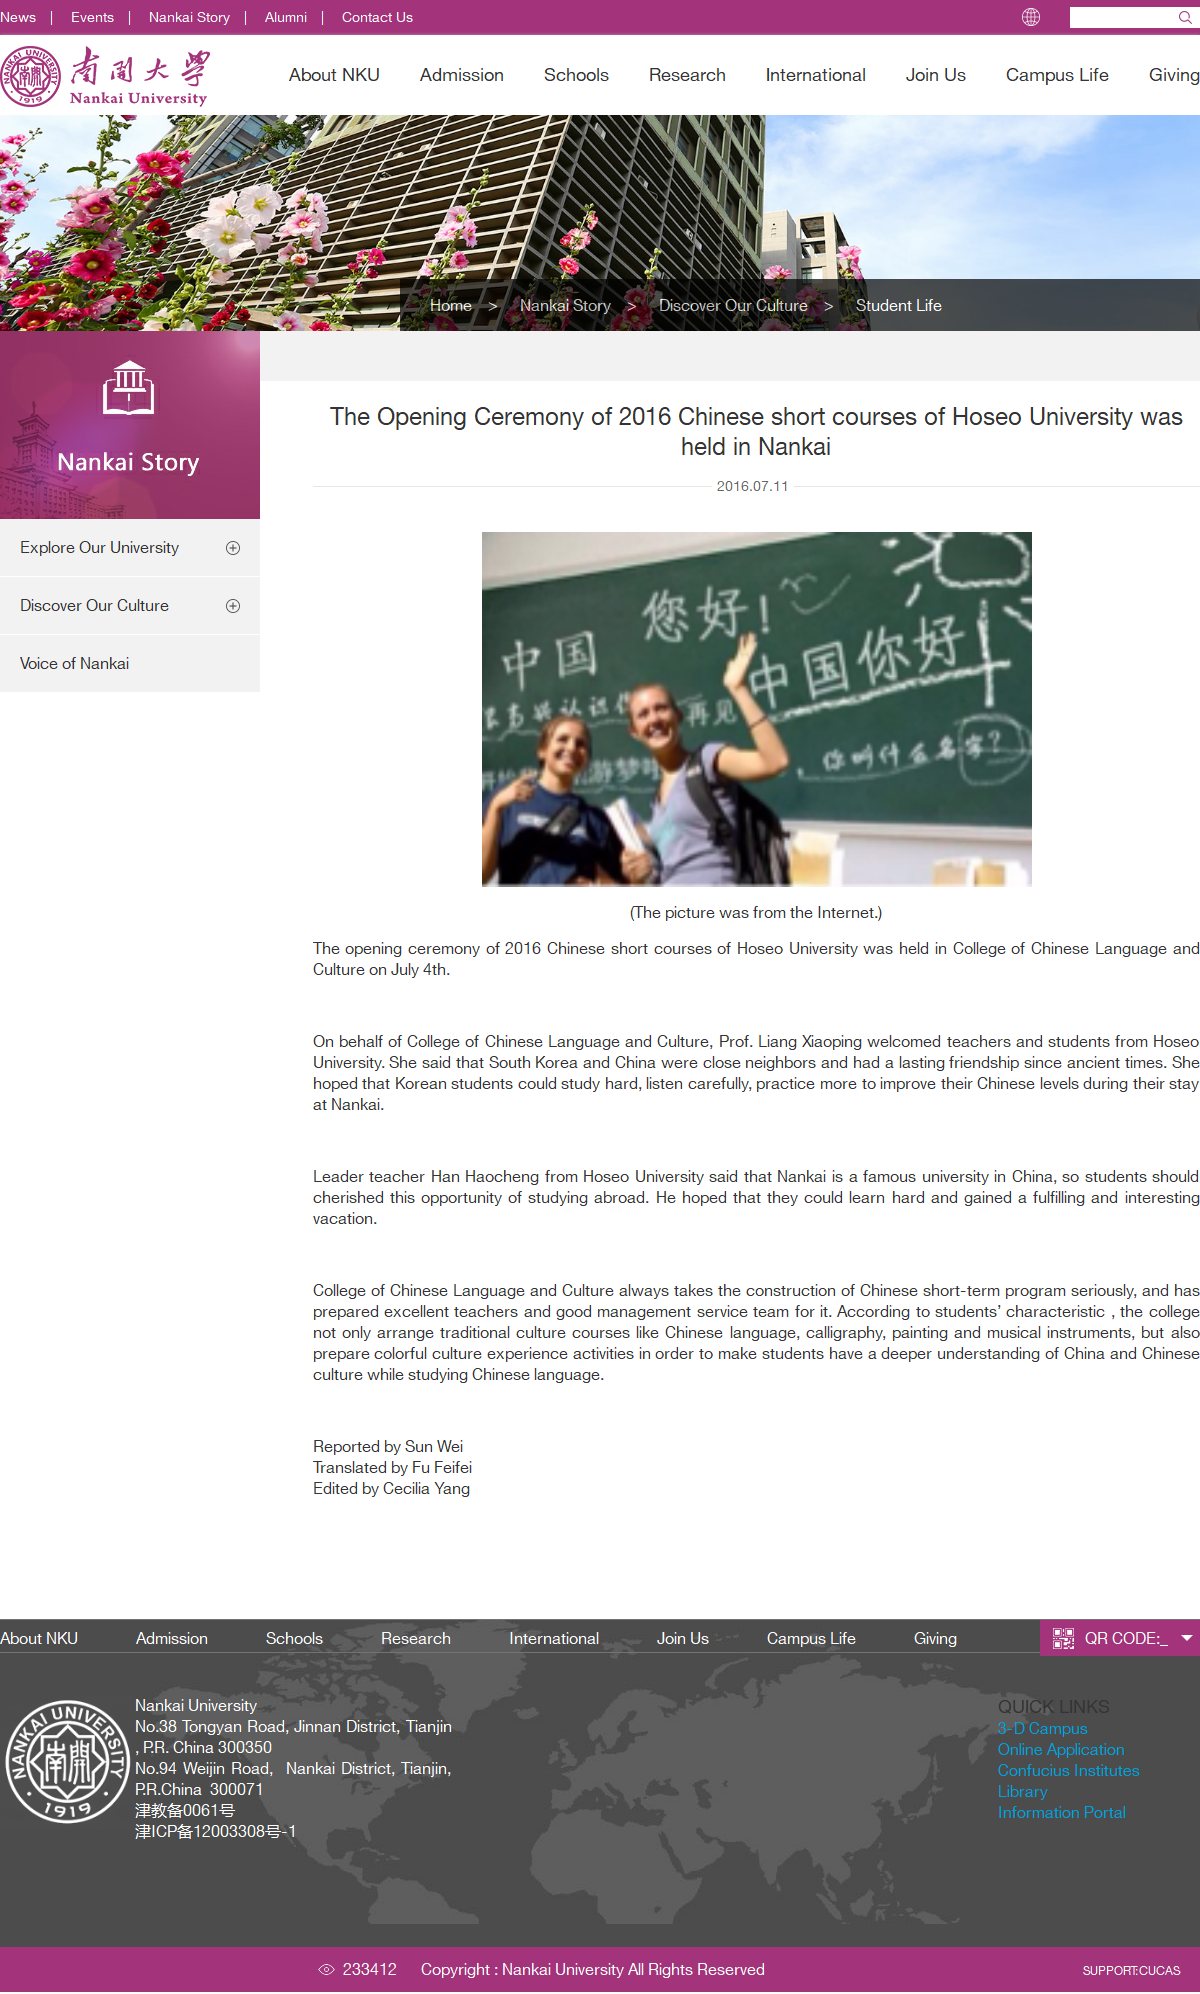 News | Events | Nankai Story | Alumni | Contact Us
NANKAI UNIVERSITY
1919
南開大學
Nankai University
About NKU Admission Schools Research International Join Us Campus Life Giving
Home > Nankai Story > Discover Our Culture > Student Life
Nankai Story
Explore Our University
Discover Our Culture
Voice of Nankai
The Opening Ceremony of 2016 Chinese short courses of Hoseo University was
held in Nankai
2016.07.11
您好!
中国
中国你好
再见
你叫什么名字?
(The picture was from the Internet.)
The opening ceremony of 2016 Chinese short courses of Hoseo University was held in College of Chinese Language and
Culture on July 4th.
On behalf of College of Chinese Language and Culture, Prof. Liang Xiaoping welcomed teachers and students from Hoseo
University. She said that South Korea and China were close neighbors and had a lasting friendship since ancient times. She
hoped that Korean students could study hard, listen carefully, practice more to improve their Chinese levels during their stay
at Nankai.
Leader teacher Han Haocheng from Hoseo University said that Nankai is a famous university in China, so students should
cherished this opportunity of studying abroad. He hoped that they could learn hard and gained a fulfilling and interesting
vacation.
College of Chinese Language and Culture always takes the construction of Chinese short-term program seriously, and has
prepared excellent teachers and good management service team for it. According to students’ characteristic , the college
not only arrange traditional culture courses like Chinese language, calligraphy, painting and musical instruments, but also
prepare colorful culture experience activities in order to make students have a deeper understanding of China and Chinese
culture while studying Chinese language.
Reported by Sun Wei
Translated by Fu Feifei
Edited by Cecilia Yang
About NKU Admission Schools Research International Join Us Campus Life Giving QR CODE:_
NANKAI UNIVERSITY
南開
1919
Nankai University
No.38 Tongyan Road, Jinnan District, Tianjin
, P.R. China 300350
No.94 Weijin Road, Nankai District, Tianjin,
P.R.China 300071
津教备0061号
津ICP备12003308号-1
QUICK LINKS
3-D Campus
Online Application
Confucius Institutes
Library
Information Portal
233412 Copyright : Nankai University All Rights Reserved
SUPPORT:CUCAS